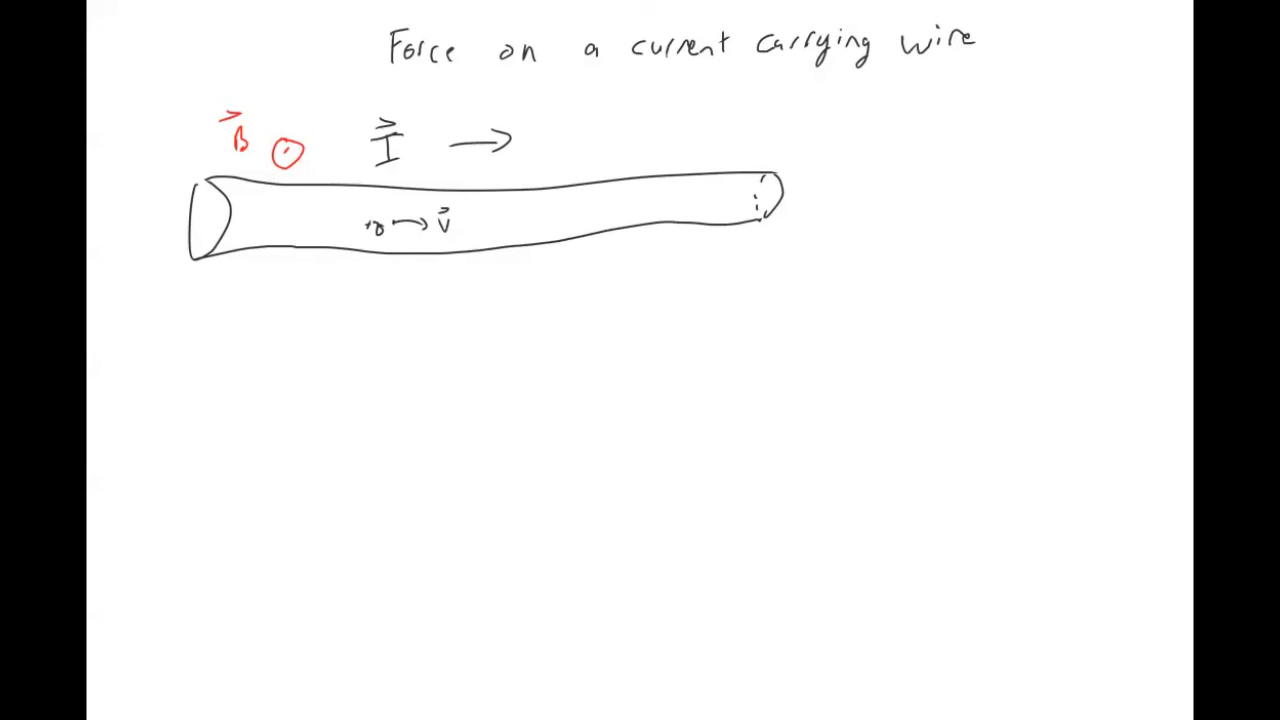 Force on a current carrying wire
B⃗ ⊙ I⃗ →
→ v⃗